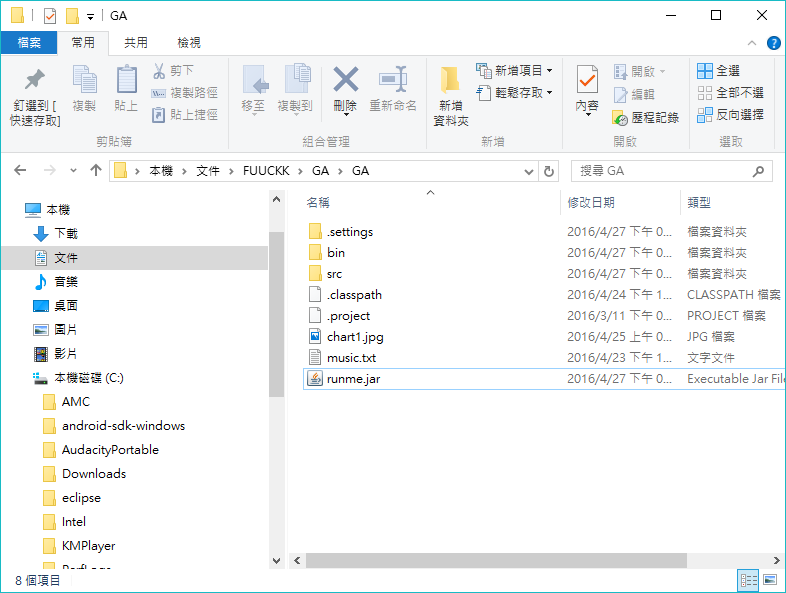 GA
檔案 常用 共用 檢視
釘選到 [快速存取]
複製
貼上
剪下
複製路徑
貼上捷徑
剪貼簿
移至
複製到
刪除
重新命名
組合管理
新增資料夾
新增項目
輕鬆存取
新增
內容
開啟
編輯
歷程記錄
開啟
全選
全部不選
反向選擇
選取
本機 > 文件 > FUUCKK > GA > GA
搜尋 GA
本機
下載
文件
音樂
桌面
圖片
影片
本機磁碟 (C:)
AMC
android-sdk-windows
AudacityPortable
Downloads
eclipse
Intel
KMPlayer
PerfLogs
名稱 修改日期 類型
.settings 2016/4/27 下午 0... 檔案資料夾
bin 2016/4/27 下午 0... 檔案資料夾
src 2016/4/27 下午 0... 檔案資料夾
.classpath 2016/4/24 下午 1... CLASSPATH 檔案
.project 2016/3/11 下午 0... PROJECT 檔案
chart1.jpg 2016/4/25 上午 0... JPG 檔案
music.txt 2016/4/23 下午 1... 文字文件
runme.jar 2016/4/27 下午 0... Executable Jar File
8 個項目